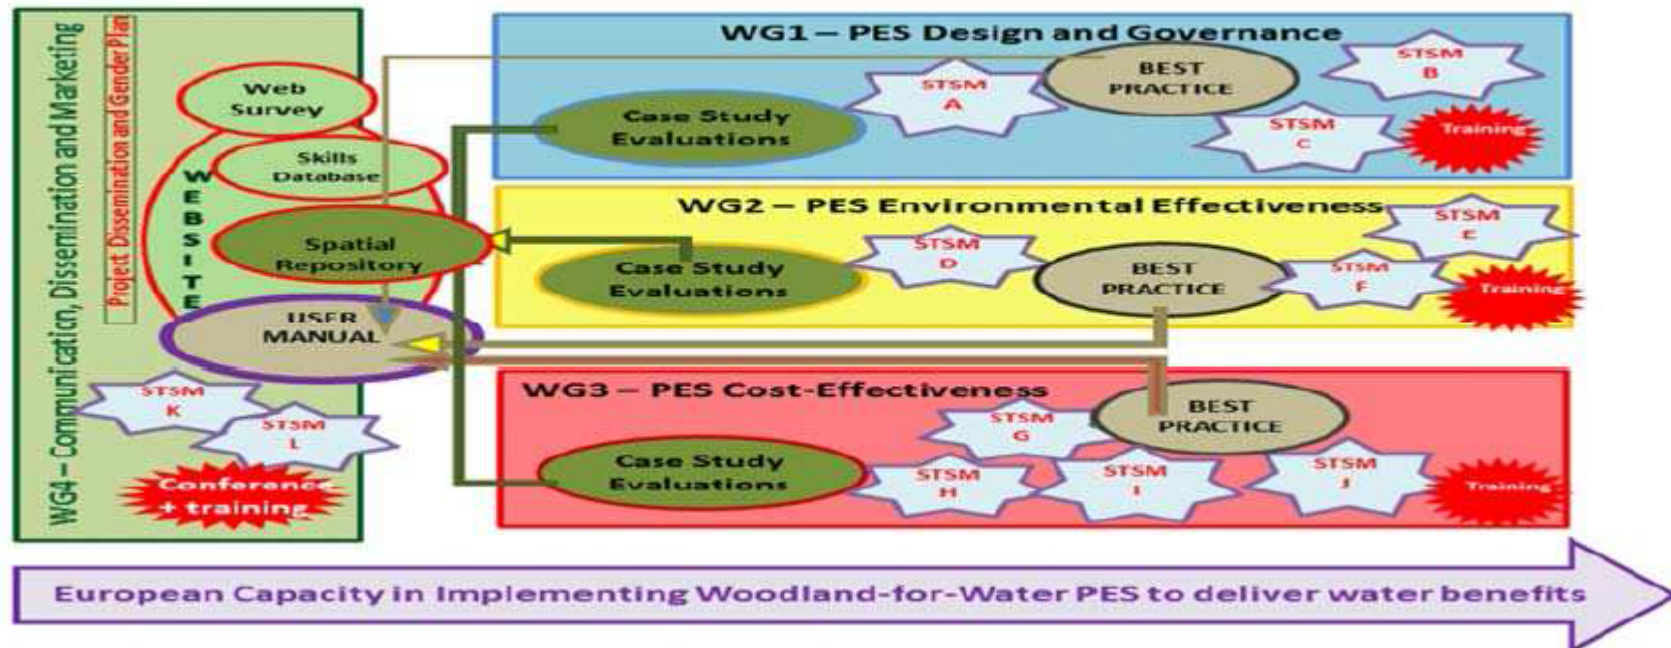 WG4 – Communication, Dissemination and Marketing
Project Dissemination and Gender Plan
Web
Survey
Skills
Database
WEBSITE
Spatial
Repository
USER
MANUAL
STSM
K
STSM
L
Conference
+ training
WG1 – PES Design and Governance
Case Study
Evaluations
STSM
A
BEST
PRACTICE
STSM
B
STSM
C
Training
WG2 – PES Environmental Effectiveness
Case Study
Evaluations
STSM
D
BEST
PRACTICE
STSM
E
STSM
F
Training
WG3 – PES Cost-Effectiveness
Case Study
Evaluations
STSM
G
STSM
H
STSM
I
BEST
PRACTICE
STSM
J
Training
European Capacity in Implementing Woodland-for-Water PES to deliver water benefits